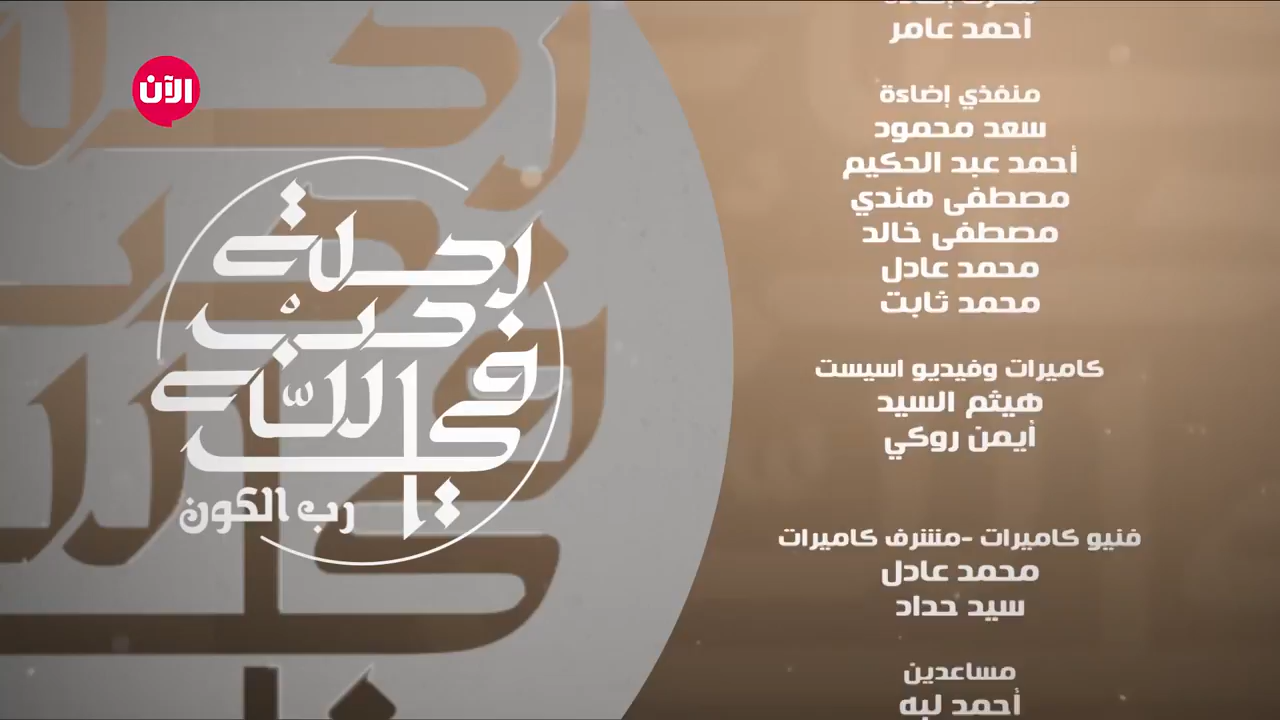 الآن
رحلة
حب
في الله
يا
رب الكون
أحمد عامر
منفذي إضاءة
سعد محمود
أحمد عبد الحكيم
مصطفى هندي
مصطفى خالد
محمد عادل
محمد ثابت
كاميرات وفيديو اسيست
هيثم السيد
أيمن روكي
فنيو كاميرات -مشرف كاميرات
محمد عادل
سيد حداد
مساعدين
أحمد لبه